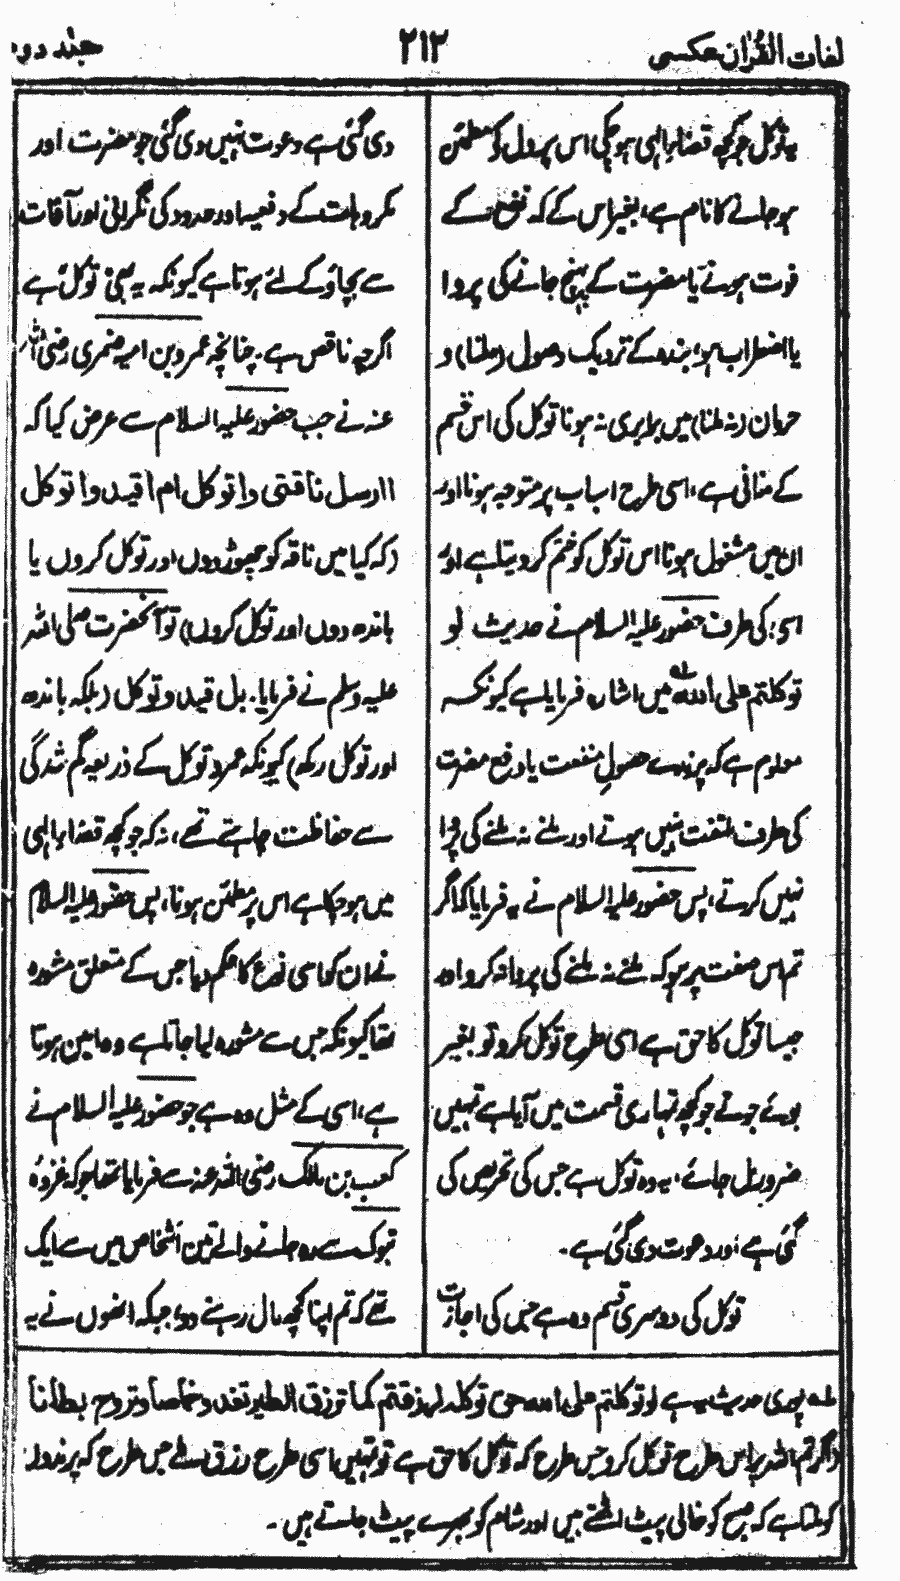 لغات القرآن عکسی
۲۱۳
جلد دوم
یہ توکل جو کچھ قضا، الٰہی ہو چکی اس پر دل کو مطمئن
ہو جانے کا نام ہے، بغیر اس کے کہ نفع کے
فوت ہونے یا مضرت کے پہنچ جانے کی پروا
یا اضطراب ہو؛ بندہ کے نزدیک وصول (ملنا) و
حرمان (نہ ملنا) میں برابری نہ ہونا توکل کی اس قسم
کے منافی ہے، اسی طرح اسباب پر متوجہ ہونا اور
ان میں مشغول ہونا اس توکل کو ختم کر دیتا ہے اور
اسی کی طرف حضور علیہ السلام نے حدیث لو
توکلتم علی اللہ میں اشارہ فرمایا ہے کیونکہ
معلوم ہے کہ پرندے حصول منفعت یا دفع مضرت
کی طرف ملتفت نہیں ہوتے اور ملنے نہ ملنے کی پروا
نہیں کرتے، پس حضور علیہ السلام نے یہ فرمایا کہ اگر
تم اس صفت پر ہو کہ ملنے نہ ملنے کی پروا نہ کرو اور
جیسا توکل کا حق ہے اسی طرح توکل کرو تو بغیر
بوئے جوتے جو کچھ تمہاری قسمت میں آیا ہے تمہیں
ضرور مل جائے، یہ وہ توکل ہے جس کی تحریص کی
گئی ہے اور دعوت دی گئی ہے۔
توکل کی دوسری قسم وہ ہے جس کی اجازت
دی گئی ہے دعوت نہیں دی گئی جو مضرت اور
مکروہات کے دفعیہ اور حدود کی نگرانی اور آفات
سے بچاؤ کے لئے ہوتا ہے کیونکہ یہ بھی توکل ہے
اگرچہ ناقص ہے۔ چنانچہ عمرو بن امیہ ضمری رضی اللہ
عنہ نے جب حضور علیہ السلام سے عرض کیا کہ
اارسل ناقتی واتوکل ام اقید واتوکل
(کہ کیا میں ناقہ کو چھوڑ دوں اور توکل کروں یا
باندھ دوں اور توکل کروں) تو آنحضرت صلی اللہ
علیہ وسلم نے فرمایا۔ بل قید وتوکل (بلکہ باندھ
اور توکل رکھ) کیونکہ عمرو توکل کے ذریعہ گم شدگی
سے حفاظت چاہتے تھے، نہ کہ جو کچھ قضاء الٰہی
میں ہو چکا ہے اس پر مطمئن ہونا، پس حضور علیہ السلام
نے ان کو اسی نوع کا حکم دیا جس کے متعلق مشورہ
تھا کیونکہ جس سے مشورہ لیا جاتا ہے وہ امین ہوتا
ہے، اسی کے مثل وہ ہے جو حضور علیہ السلام نے
کعب بن مالک رضی اللہ عنہ سے فرمایا تھا جو کہ غزوہ
تبوک سے رہ جانے والے تین اشخاص میں سے ایک
تھے کہ تم اپنا کچھ مال رہنے دو، جبکہ انھوں نے یہ
لہ پوری حدیث یہ ہے لو توکلتم علی اللہ حق توکلہ لرزقتم کما ترزق الطیر تغدو خماصاً وتروح بطاناً
(اگر تم اللہ پر اس طرح توکل کرو جس طرح کہ توکل کا حق ہے تو تمہیں اسی طرح رزق ملے جس طرح کہ پرندوں
کو ملتا ہے کہ صبح کو خالی پیٹ اٹھتے ہیں اور شام کو بھرے پیٹ جاتے ہیں۔